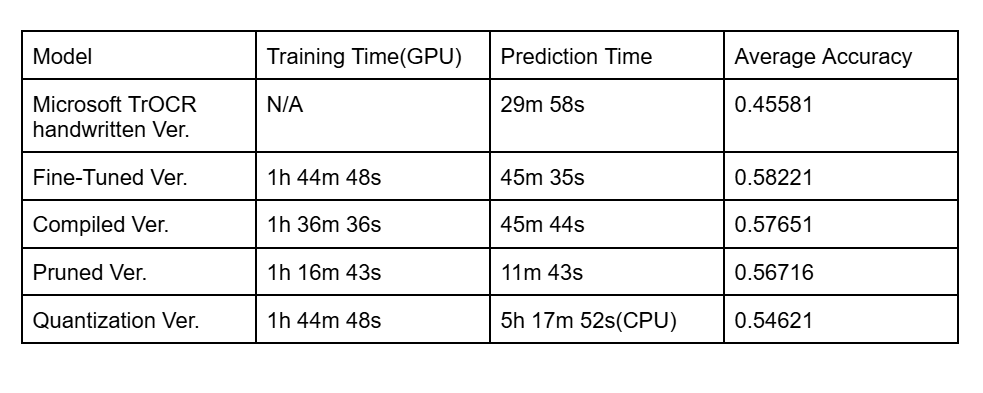 Model Training Time(GPU) Prediction Time Average Accuracy
Microsoft TrOCR N/A 29m 58s 0.45581
handwritten Ver.
Fine-Tuned Ver. 1h 44m 48s 45m 35s 0.58221
Compiled Ver. 1h 36m 36s 45m 44s 0.57651
Pruned Ver. 1h 16m 43s 11m 43s 0.56716
Quantization Ver. 1h 44m 48s 5h 17m 52s(CPU) 0.54621